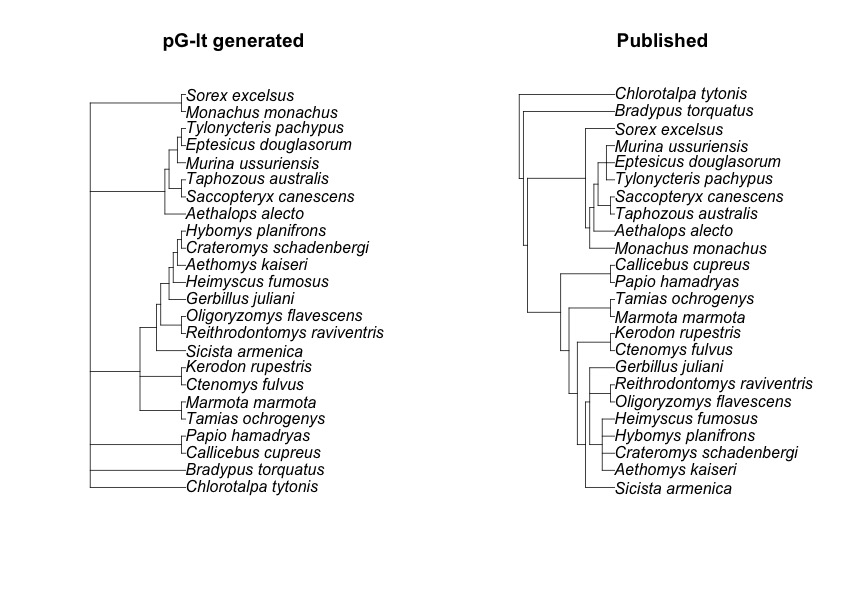 pG-lt generated
Sorex excelsus
Monachus monachus
Tylonycteris pachypus
Eptesicus douglasorum
Murina ussuriensis
Taphozous australis
Saccopteryx canescens
Aethalops alecto
Hybomys planifrons
Crateromys schadenbergi
Aethomys kaiseri
Heimyscus fumosus
Gerbillus juliani
Oligoryzomys flavescens
Reithrodontomys raviventris
Sicista armenica
Kerodon rupestris
Ctenomys fulvus
Marmota marmota
Tamias ochrogenys
Papio hamadryas
Callicebus cupreus
Bradypus torquatus
Chlorotalpa tytonis
Published
Chlorotalpa tytonis
Bradypus torquatus
Sorex excelsus
Murina ussuriensis
Eptesicus douglasorum
Tylonycteris pachypus
Saccopteryx canescens
Taphozous australis
Aethalops alecto
Monachus monachus
Callicebus cupreus
Papio hamadryas
Tamias ochrogenys
Marmota marmota
Kerodon rupestris
Ctenomys fulvus
Gerbillus juliani
Reithrodontomys raviventris
Oligoryzomys flavescens
Heimyscus fumosus
Hybomys planifrons
Crateromys schadenbergi
Aethomys kaiseri
Sicista armenica